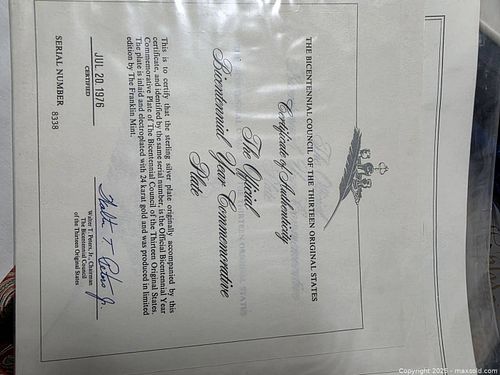 THE BICENTENNIAL COUNCIL OF THE THIRTEEN ORIGINAL STATES
Certificate of Authenticity
The Official
Bicentennial Year Commemorative
Plate
This is to certify that the sterling silver plate originally accompanied by this
certificate, and identified by the same serial number, is the Official Bicentennial Year
Commemorative Plate of The Bicentennial Council of the Thirteen Original States.
The plate is inlaid and electroplated with 24 karat gold and was produced in limited
edition by The Franklin Mint.
JUL 20 1976
CERTIFIED
Walter T. Peters Jr.
Walter T. Peters, Jr., Chairman
The Bicentennial Council
of the Thirteen Original States
SERIAL NUMBER 8338
Copyright 2025 - maxsold.com